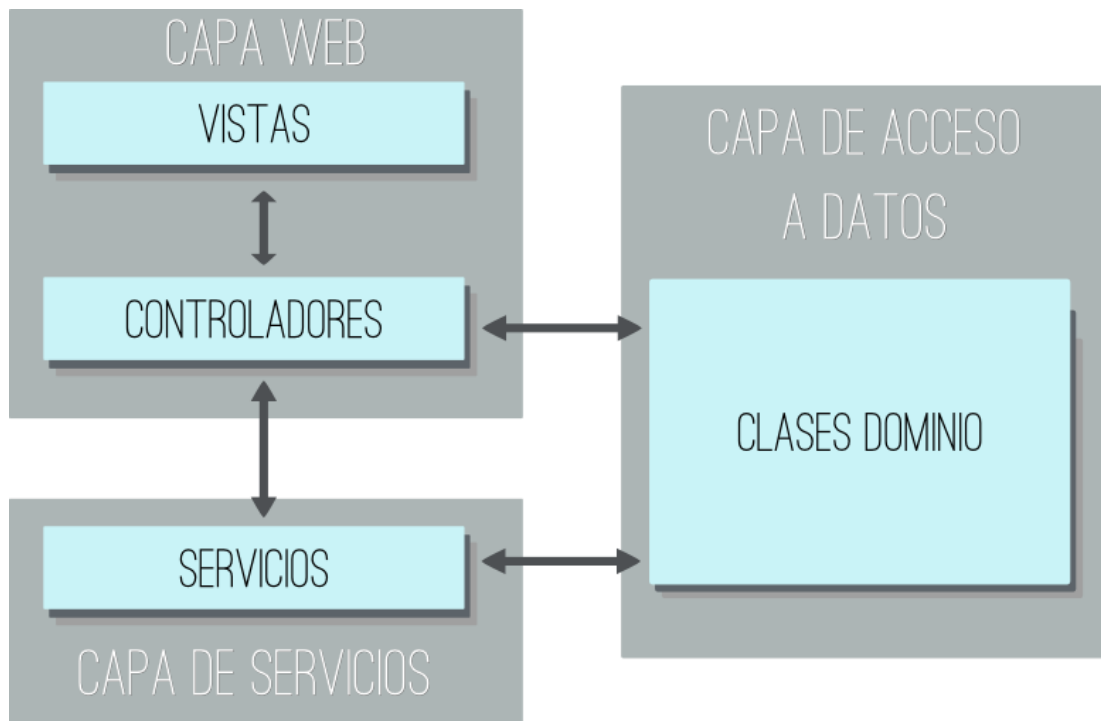 CAPA WEB
VISTAS
CONTROLADORES
SERVICIOS
CAPA DE SERVICIOS
CAPA DE ACCESO
A DATOS
CLASES DOMINIO